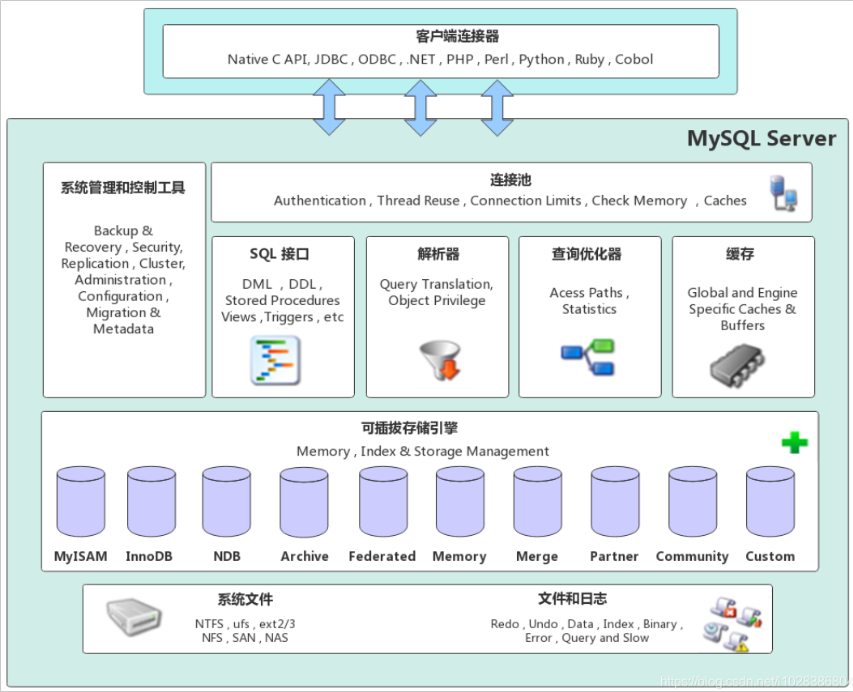 客户端连接器
Native C API, JDBC , ODBC , .NET , PHP , Perl , Python , Ruby , Cobol
MySQL Server
系统管理和控制工具
Backup &
Recovery , Security,
Replication , Cluster,
Administration ,
Configuration ,
Migration &
Metadata
连接池
Authentication , Thread Reuse , Connection Limits , Check Memory , Caches
SQL 接口
DML , DDL ,
Stored Procedures
Views ,Triggers , etc
解析器
Query Translation,
Object Privilege
查询优化器
Acess Paths ,
Statistics
缓存
Global and Engine
Specific Caches &
Buffers
可插拔存储引擎
Memory , Index & Storage Management
MyISAM
InnoDB
NDB
Archive
Federated
Memory
Merge
Partner
Community
Custom
系统文件
NTFS , ufs , ext2/3
NFS , SAN , NAS
文件和日志
Redo , Undo , Data , Index , Binary ,
Error , Query and Slow